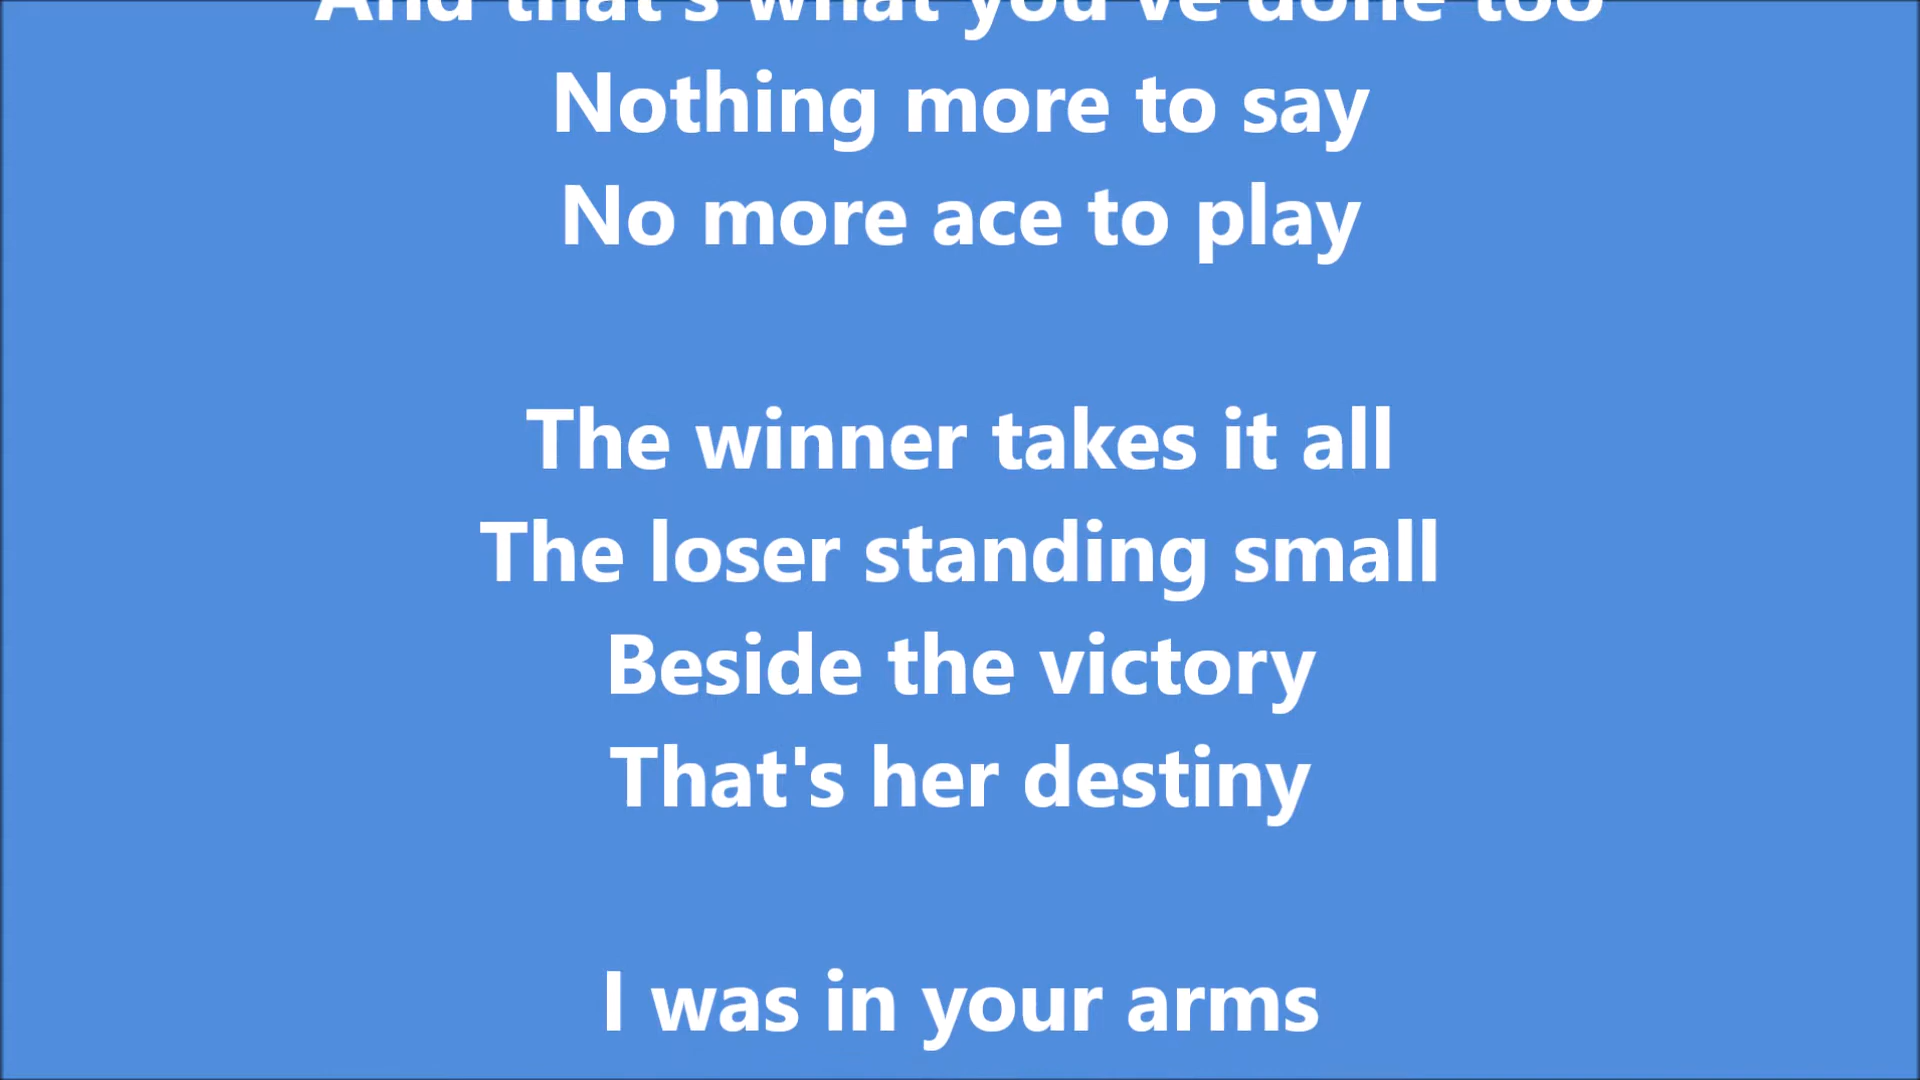 And that's what you've done too
Nothing more to say
No more ace to play
The winner takes it all
The loser standing small
Beside the victory
That's her destiny
I was in your arms